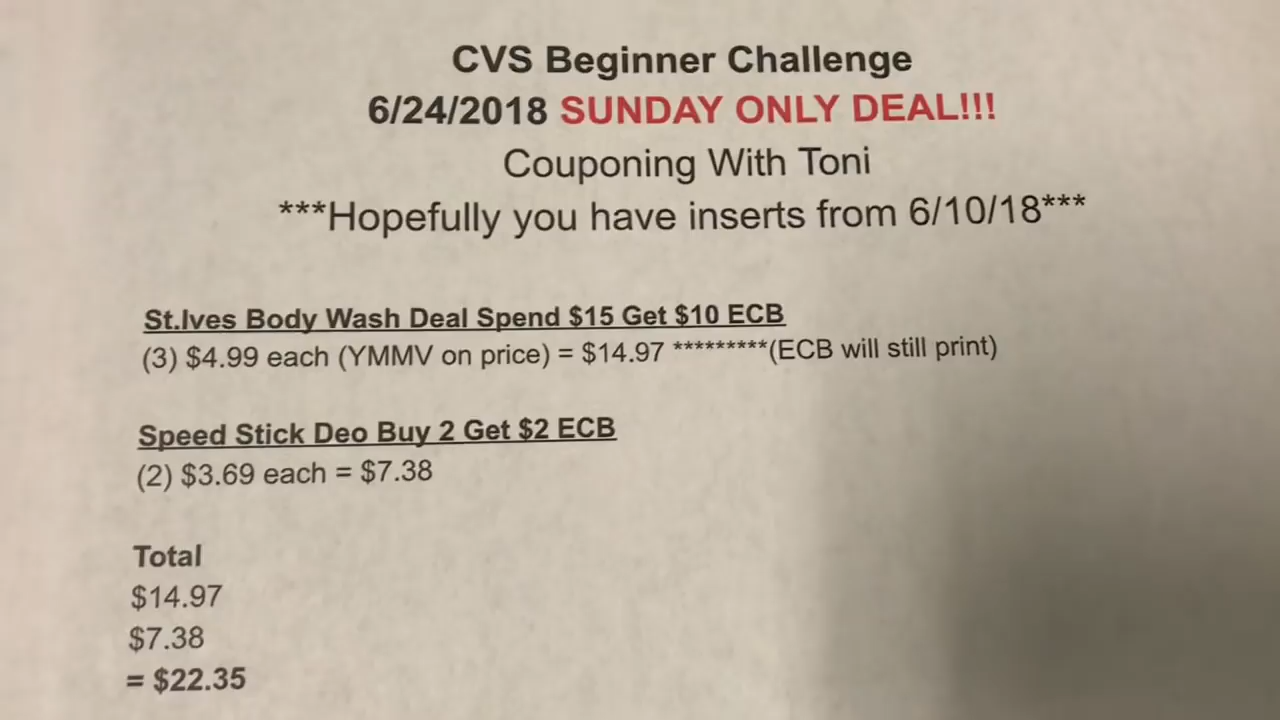 CVS Beginner Challenge
6/24/2018 SUNDAY ONLY DEAL!!!
Couponing With Toni
***Hopefully you have inserts from 6/10/18***
St.Ives Body Wash Deal Spend $15 Get $10 ECB
(3) $4.99 each (YMMV on price) = $14.97 *********(ECB will still print)
Speed Stick Deo Buy 2 Get $2 ECB
(2) $3.69 each = $7.38
Total
$14.97
$7.38
= $22.35